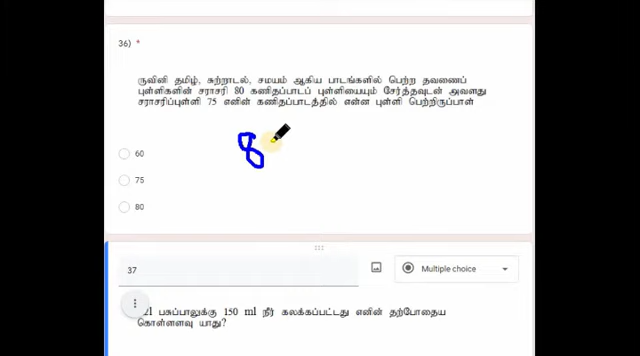 36) *
ருவினி தமிழ், சுற்றாடல், சமயம் ஆகிய பாடங்களில் பெற்ற தவணைப்
புள்ளிகளின் சராசரி 80 கணிதப்பாடப் புள்ளியையும் சேர்த்தவுடன் அவளது
சராசரிப்புள்ளி 75 எனின் கணிதப்பாடத்தில் என்ன புள்ளி பெற்றிருப்பாள்
8
60
75
80
37
Multiple choice
2l பசுப்பாலுக்கு 150 ml நீர் கலக்கப்பட்டது எனின் தற்போதைய
கொள்ளளவு யாது?